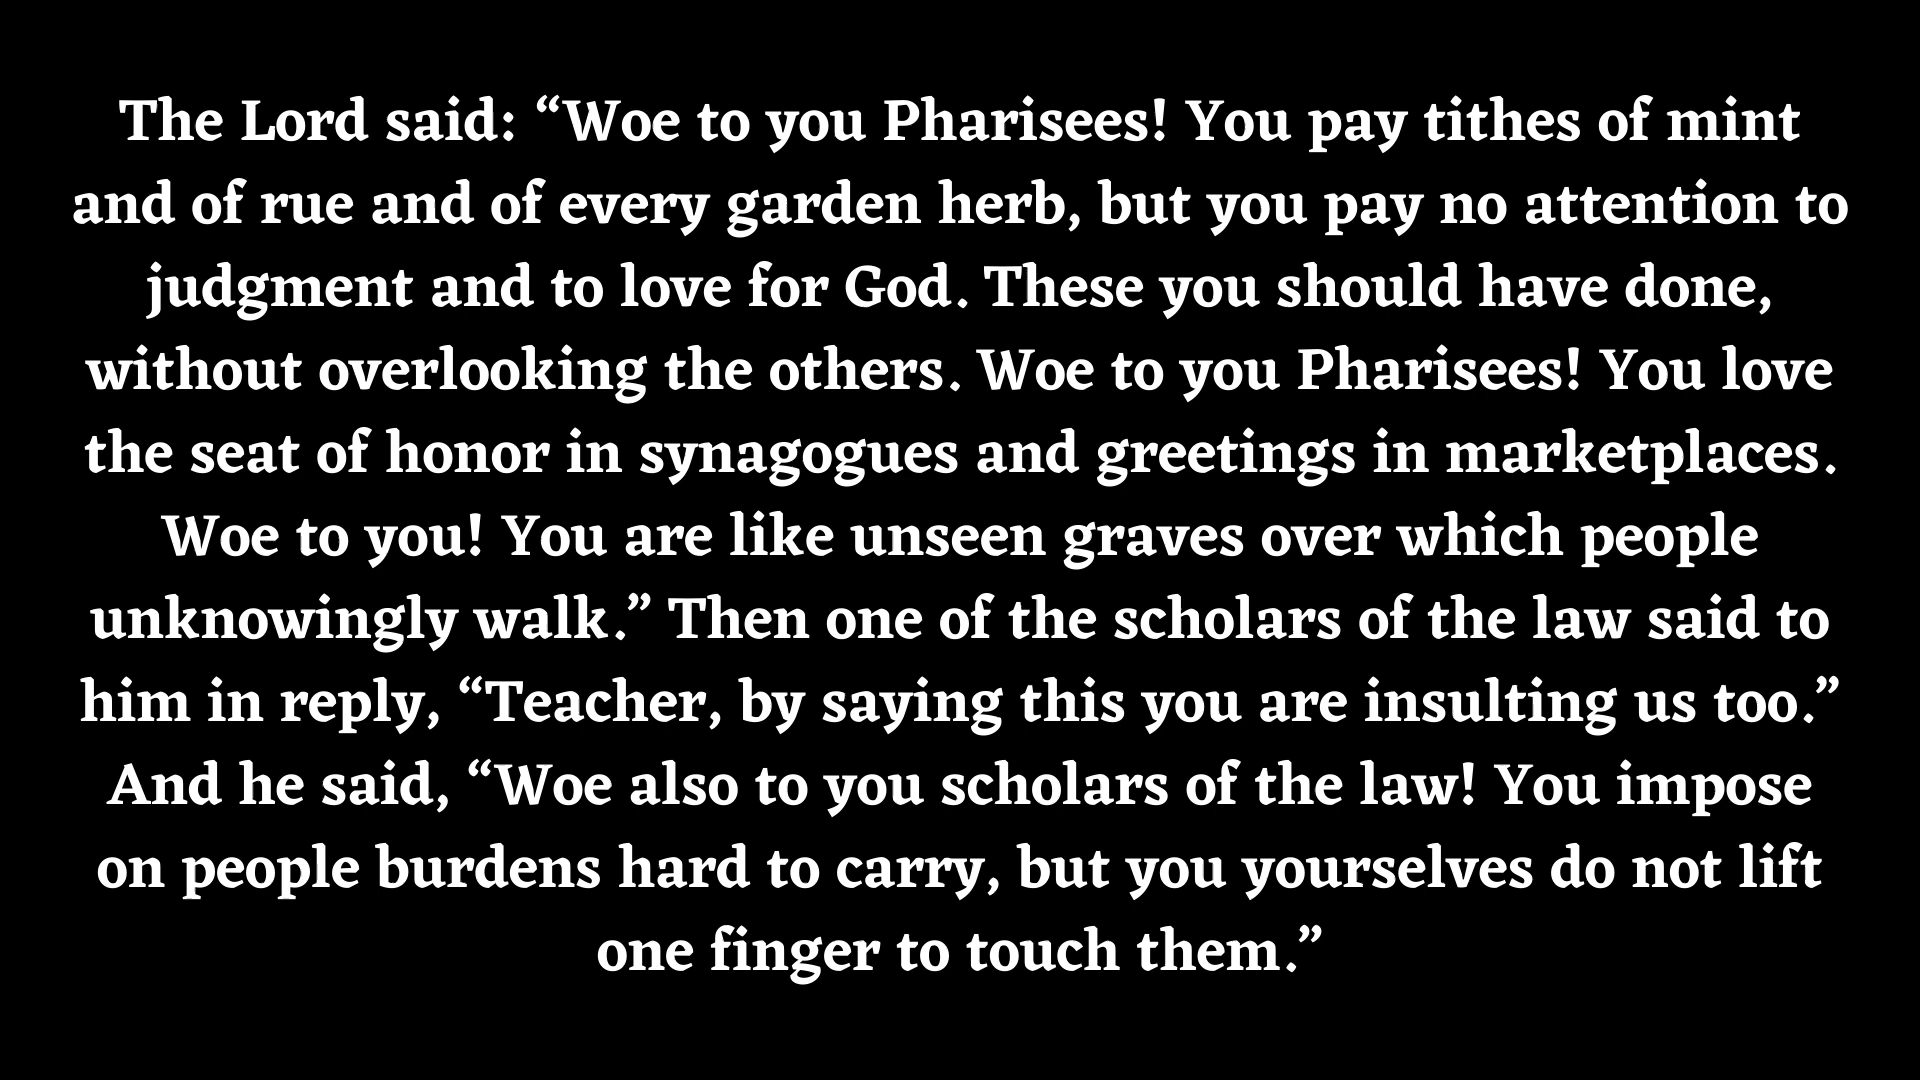 The Lord said: “Woe to you Pharisees! You pay tithes of mint
and of rue and of every garden herb, but you pay no attention to
judgment and to love for God. These you should have done,
without overlooking the others. Woe to you Pharisees! You love
the seat of honor in synagogues and greetings in marketplaces.
Woe to you! You are like unseen graves over which people
unknowingly walk.” Then one of the scholars of the law said to
him in reply, “Teacher, by saying this you are insulting us too.”
And he said, “Woe also to you scholars of the law! You impose
on people burdens hard to carry, but you yourselves do not lift
one finger to touch them.”